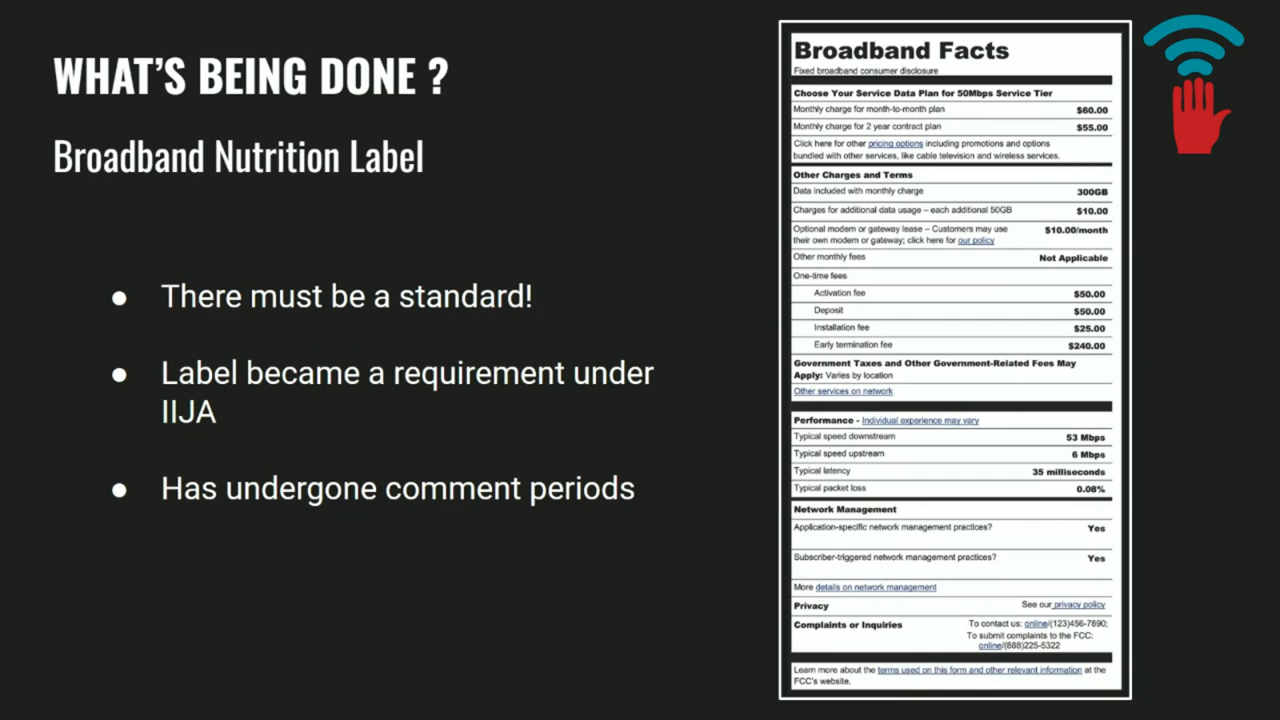 WHAT'S BEING DONE ?
Broadband Nutrition Label
● There must be a standard!
● Label became a requirement under
IIJA
● Has undergone comment periods
Broadband Facts
Fixed broadband consumer disclosure
Choose Your Service Data Plan for 50Mbps Service Tier
Monthly charge for month-to-month plan $60.00
Monthly charge for 2 year contract plan $55.00
Click here for other pricing options including promotions and options
bundled with other services, like cable television and wireless services.
Other Charges and Terms
Data included with monthly charge 300GB
Charges for additional data usage – each additional 50GB $10.00
Optional modem or gateway lease – Customers may use $10.00/month
their own modem or gateway; click here for our policy
Other monthly fees Not Applicable
One-time fees
Activation fee $50.00
Deposit $50.00
Installation fee $25.00
Early termination fee $240.00
Government Taxes and Other Government-Related Fees May
Apply: Varies by location
Other services on network
Performance - Individual experience may vary
Typical speed downstream 53 Mbps
Typical speed upstream 6 Mbps
Typical latency 35 milliseconds
Typical packet loss 0.08%
Network Management
Application-specific network management practices? Yes
Subscriber-triggered network management practices? Yes
More details on network management
Privacy See our privacy policy
Complaints or Inquiries To contact us: online/(123)456-7890;
To submit complaints to the FCC:
online/(888)225-5322
Learn more about the terms used on this form and other relevant information at the
FCC's website.